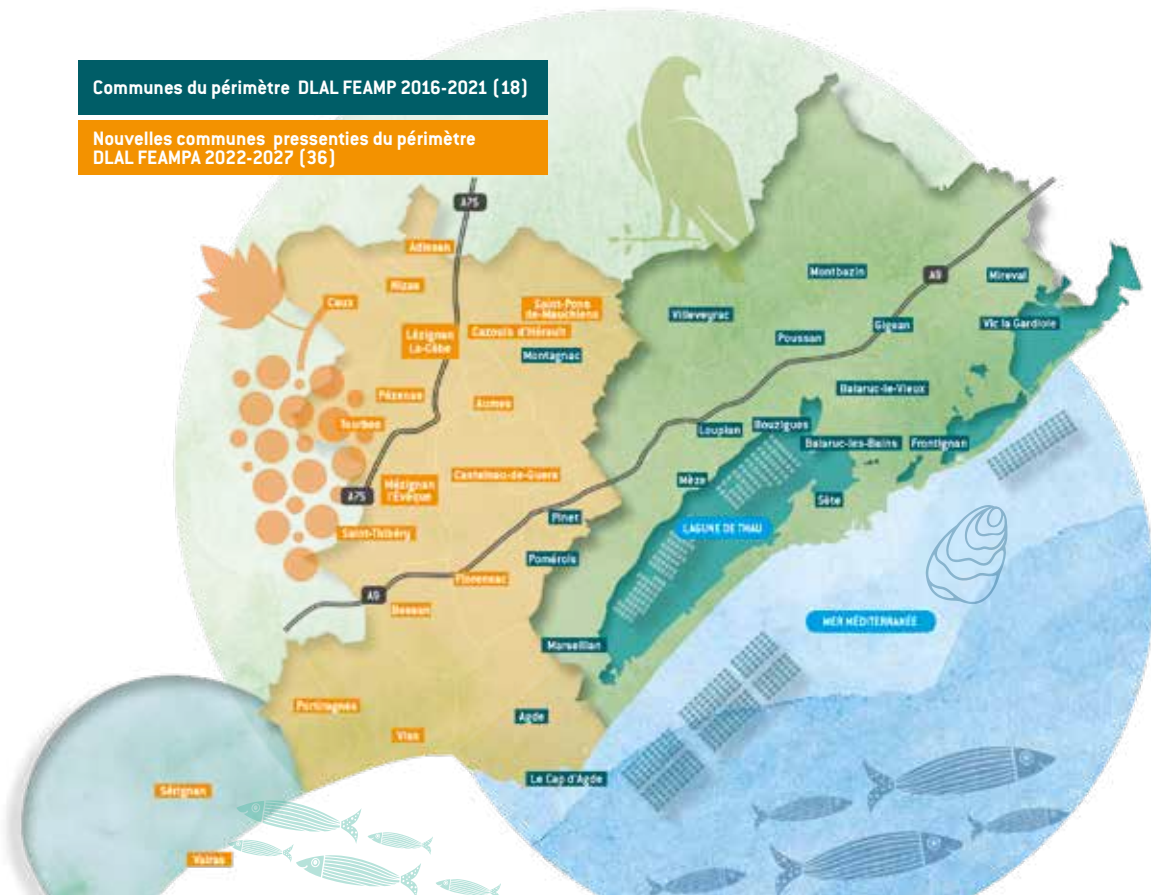 Communes du périmètre DLAL FEAMP 2016-2021 (18)
Nouvelles communes pressenties du périmètre
DLAL FEAMPA 2022-2027 (36)
A75
Adissan
Montbazin
A9
Mireval
Nizas
Caux
Saint-Pons
de-Mauchiens
Villeveyrac
Vic la Gardiole
Gigean
Cazouls d'Hérault
Poussan
Lézignan
La-Cèbe
Montagnac
Balaruc-le-Vieux
Pézenas
Aumes
Tourbes
Loupian
Bouzigues
Balaruc-les-Bains
Frontignan
Castelnau-de-Guers
Mèze
Nézignan
l'Évêque
A75
Sète
Pinet
LAGUNE DE THAU
Saint-Thibéry
Pomérols
Florensac
A9
Bessan
MER MÉDITERRANÉE
Marseillan
Portiragnes
Agde
Vias
Le Cap d'Agde
Sérignan
Valras